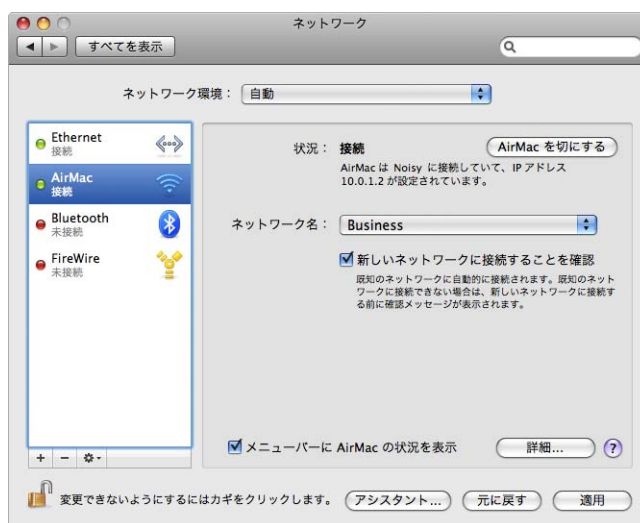 ネットワーク
すべてを表示
ネットワーク環境： 自動
Ethernet
接続
AirMac
接続
Bluetooth
未接続
FireWire
未接続
状況： 接続 AirMac を切にする
AirMac は Noisy に接続していて、IP アドレス
10.0.1.2 が設定されています。
ネットワーク名： Business
新しいネットワークに接続することを確認
既知のネットワークに自動的に接続されます。既知のネット
ワークに接続できない場合は、新しいネットワークに接続す
る前に確認メッセージが表示されます。
メニューバーに AirMac の状況を表示 詳細... ?
変更できないようにするにはカギをクリックします。 アシスタント... 元に戻す 適用